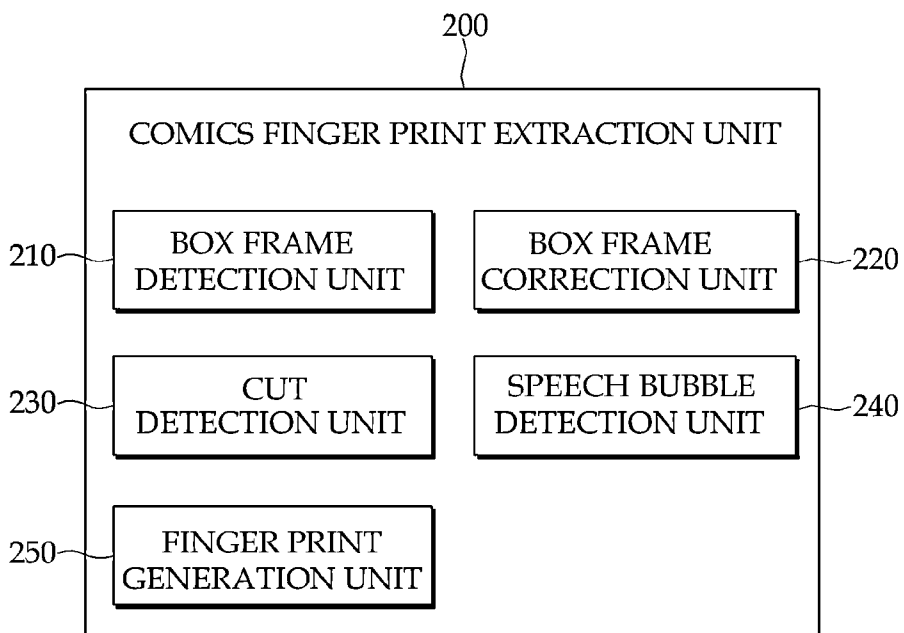 200
COMICS FINGER PRINT EXTRACTION UNIT
210
BOX FRAME
DETECTION UNIT
BOX FRAME
CORRECTION UNIT
220
230
CUT
DETECTION UNIT
SPEECH BUBBLE
DETECTION UNIT
240
250
FINGER PRINT
GENERATION UNIT